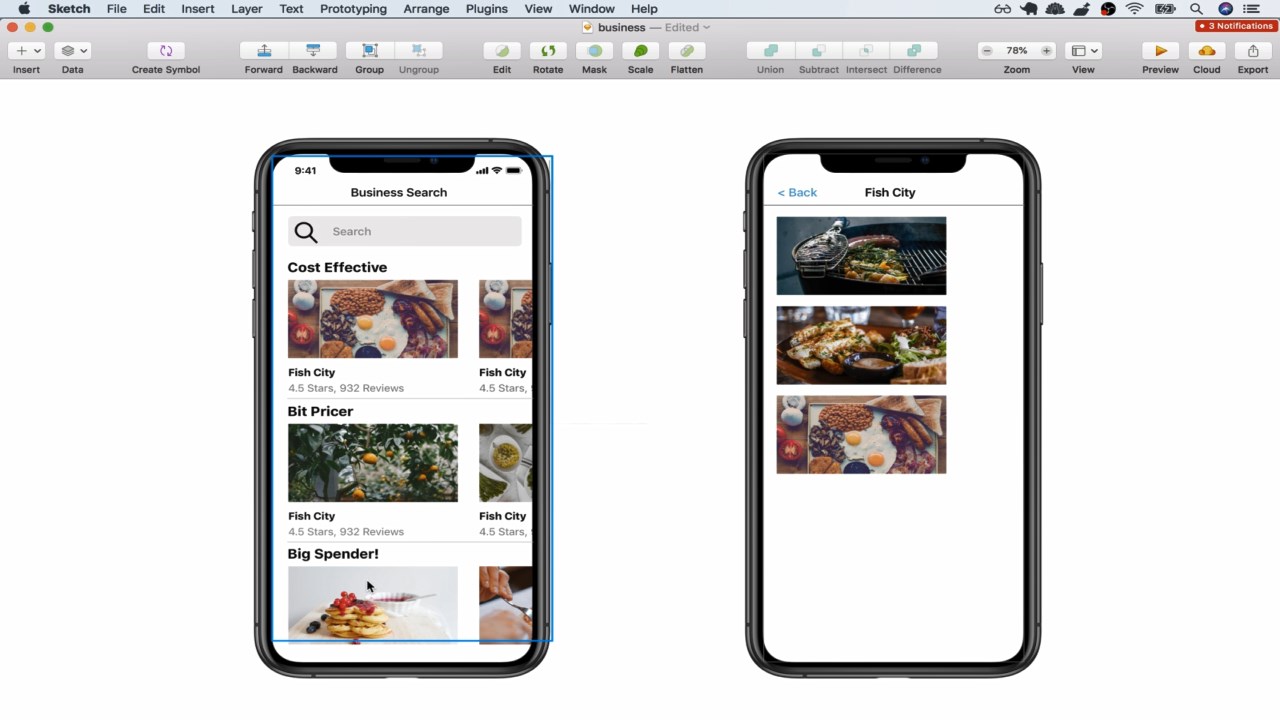 Sketch File Edit Insert Layer Text Prototyping Arrange Plugins View Window Help
business — Edited
3 Notifications
78%
Insert Data Create Symbol Forward Backward Group Ungroup Edit Rotate Mask Scale Flatten Union Subtract Intersect Difference Zoom View Preview Cloud Export
9:41
Business Search
Search
Cost Effective
Fish City Fish City
4.5 Stars, 932 Reviews 4.5 Stars,
Bit Pricer
Fish City Fish City
4.5 Stars, 932 Reviews 4.5 Stars,
Big Spender!
< Back Fish City